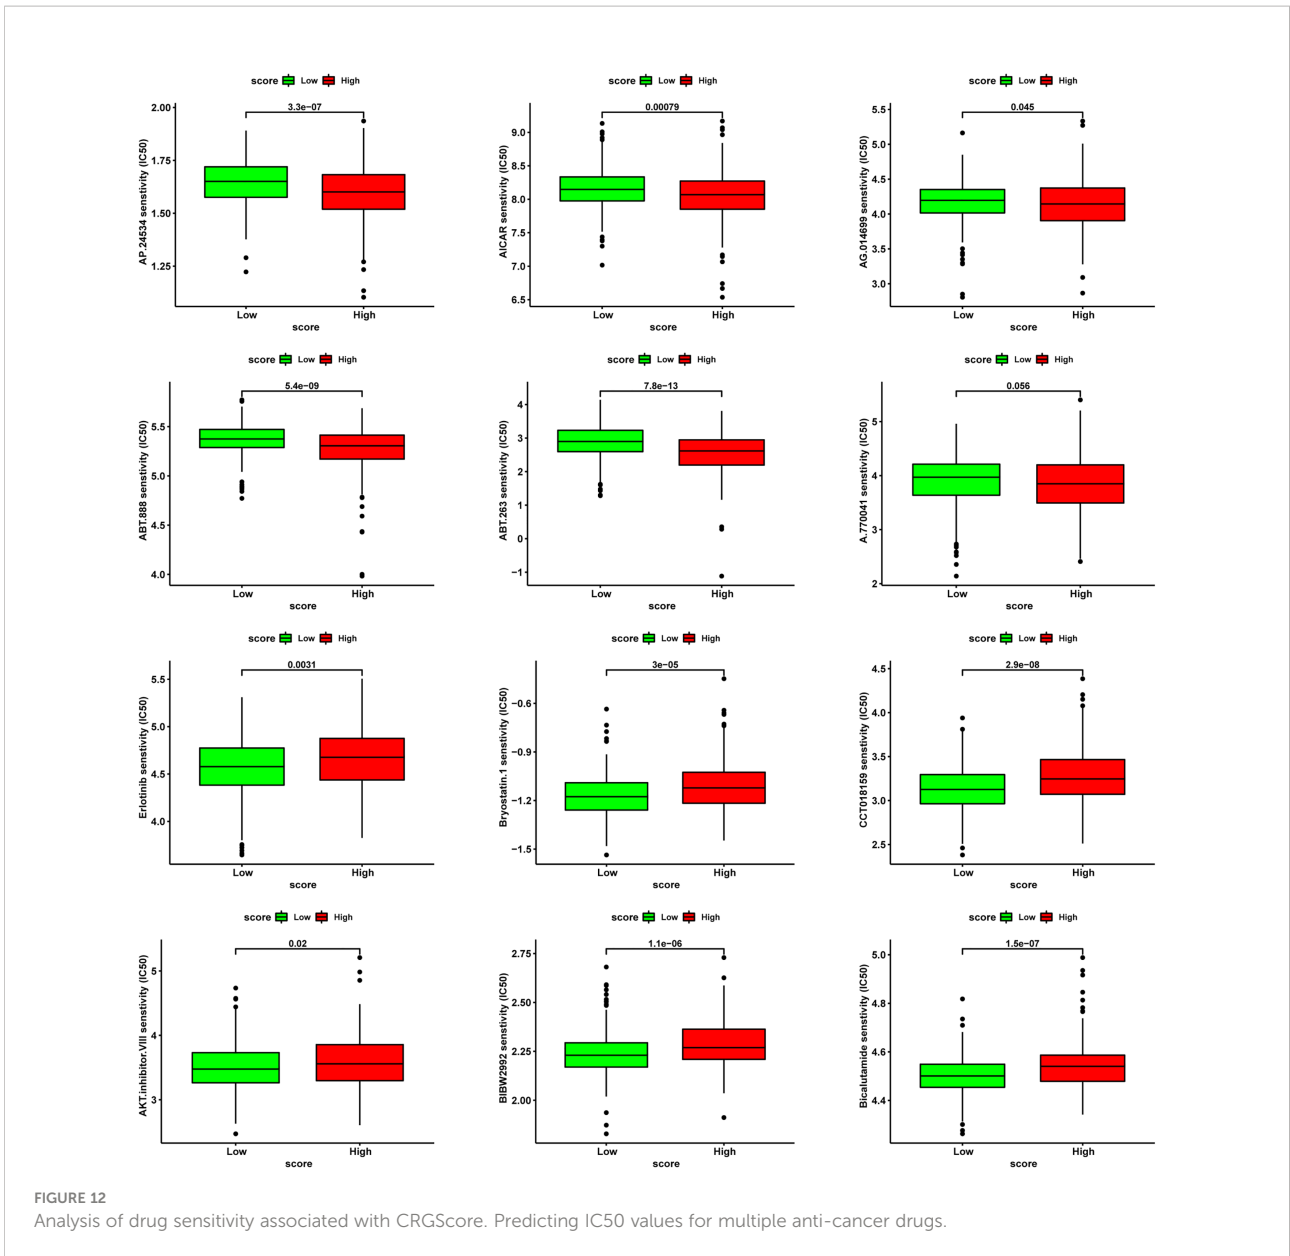 score Low High
3.3e−07
2.00
1.75
1.50
1.25
AP.24534 senstivity (IC50)
Low High
score
score Low High
0.00079
9.0
8.5
8.0
7.5
7.0
6.5
AICAR senstivity (IC50)
Low High
score
score Low High
0.045
5.5
5.0
4.5
4.0
3.5
3.0
AG.014699 senstivity (IC50)
Low High
score
score Low High
5.4e−09
5.5
5.0
4.5
4.0
ABT.888 senstivity (IC50)
Low High
score
score Low High
7.8e−13
4
3
2
1
0
−1
ABT.263 senstivity (IC50)
Low High
score
score Low High
0.056
5
4
3
2
A.770041 senstivity (IC50)
Low High
score
score Low High
0.0031
5.5
5.0
4.5
4.0
Erlotinib senstivity (IC50)
Low High
score
score Low High
3e−05
−0.6
−0.9
−1.2
−1.5
Bryostatin.1 senstivity (IC50)
Low High
score
score Low High
2.9e−08
4.5
4.0
3.5
3.0
2.5
CCT018159 senstivity (IC50)
Low High
score
score Low High
0.02
5
4
3
AKT.inhibitor.VIII senstivity (IC50)
Low High
score
score Low High
1.1e−06
2.75
2.50
2.25
2.00
BIBW2992 senstivity (IC50)
Low High
score
score Low High
1.5e−07
5.0
4.8
4.6
4.4
Bicalutamide senstivity (IC50)
Low High
score
FIGURE 12
Analysis of drug sensitivity associated with CRGScore. Predicting IC50 values for multiple anti-cancer drugs.